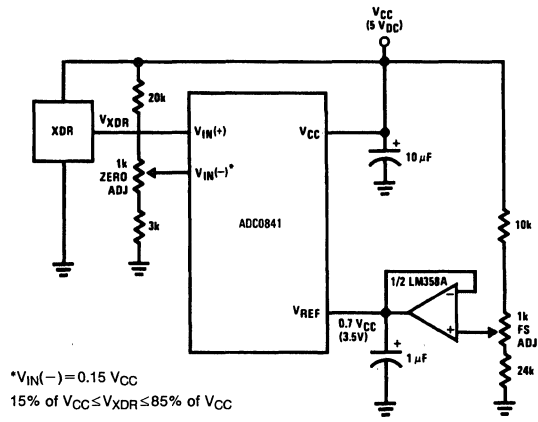 VCC
(5 VDC)
20k
XDR
VXDR
VIN(+)
VCC
+
10 μF
1k
ZERO
ADJ
VIN(−)*
3k
ADC0841
10k
1/2 LM358A
−
+
VREF
0.7 VCC
(3.5V)
1k
FS
ADJ
+
1 μF
24k
*VIN(−)=0.15 VCC
15% of VCC≤VXDR≤85% of VCC